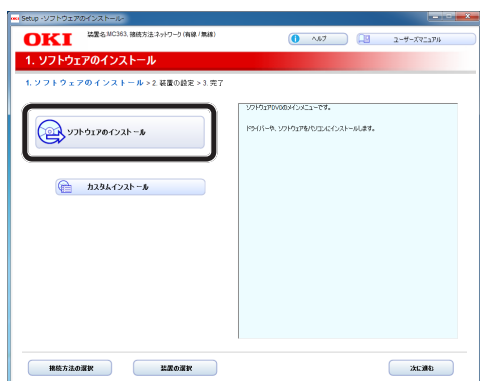 OKI Setup -ソフトウェアのインストール-
OKI 装置名:MC363, 接続方法:ネットワーク(有線/無線)
ヘルプ
ユーザーズマニュアル
1. ソフトウェアのインストール
1. ソフトウェアのインストール > 2. 装置の設定 > 3. 完了
ソフトウェアのインストール
カスタムインストール
ソフトウェアDVDのメインメニューです。
ドライバーや、ソフトウェアをパソコンにインストールします。
接続方法の選択
装置の選択
次に進む